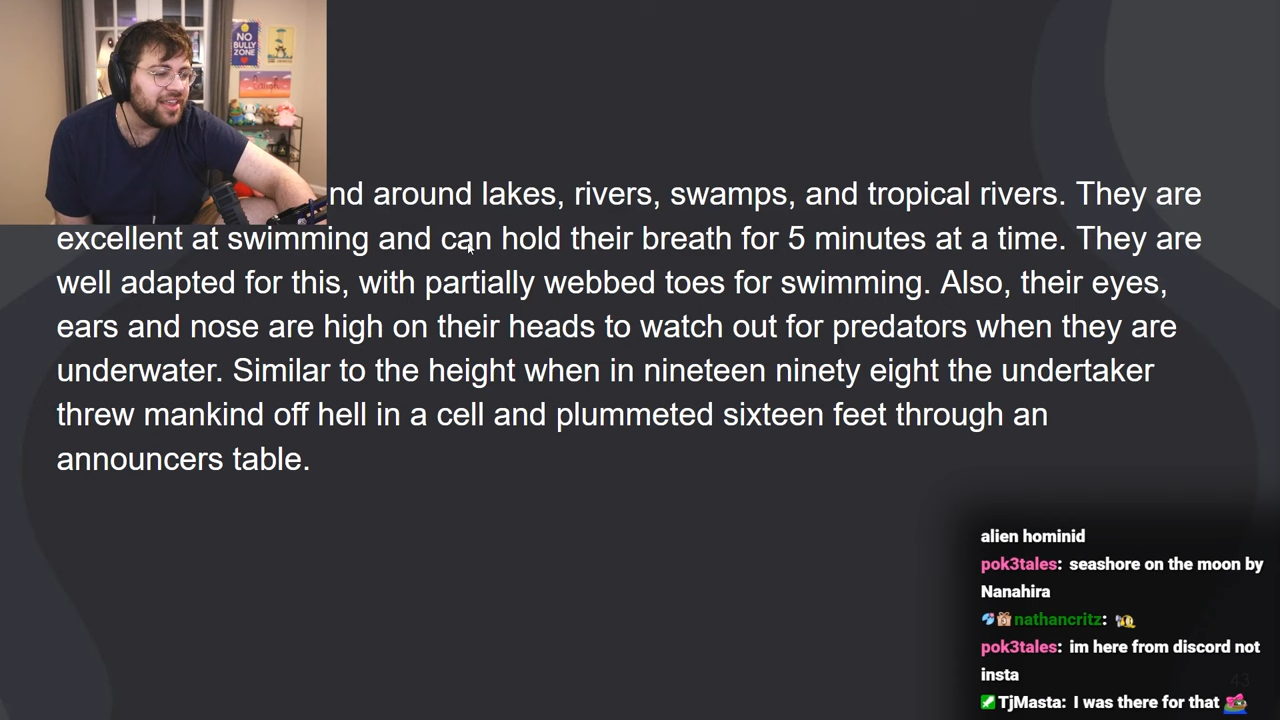 NO
BULLY
ZONE
nd around lakes, rivers, swamps, and tropical rivers. They are
excellent at swimming and can hold their breath for 5 minutes at a time. They are
well adapted for this, with partially webbed toes for swimming. Also, their eyes,
ears and nose are high on their heads to watch out for predators when they are
underwater. Similar to the height when in nineteen ninety eight the undertaker
threw mankind off hell in a cell and plummeted sixteen feet through an
announcers table.
alien hominid
pok3tales: seashore on the moon by
Nanahira
nathancritz:
pok3tales: im here from discord not
insta
43
TjMasta: I was there for that